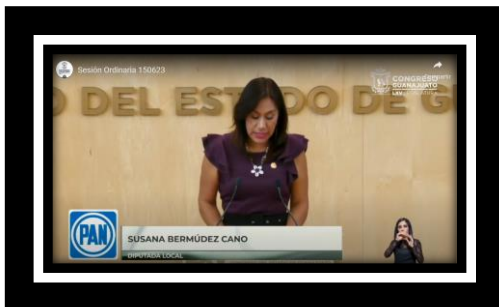 Sesión Ordinaria 150623
CONGRESO
GUANAJUATO
O DEL ESTADO DE G
PAN
SUSANA BERMÚDEZ CANO
DIPUTADA LOCAL